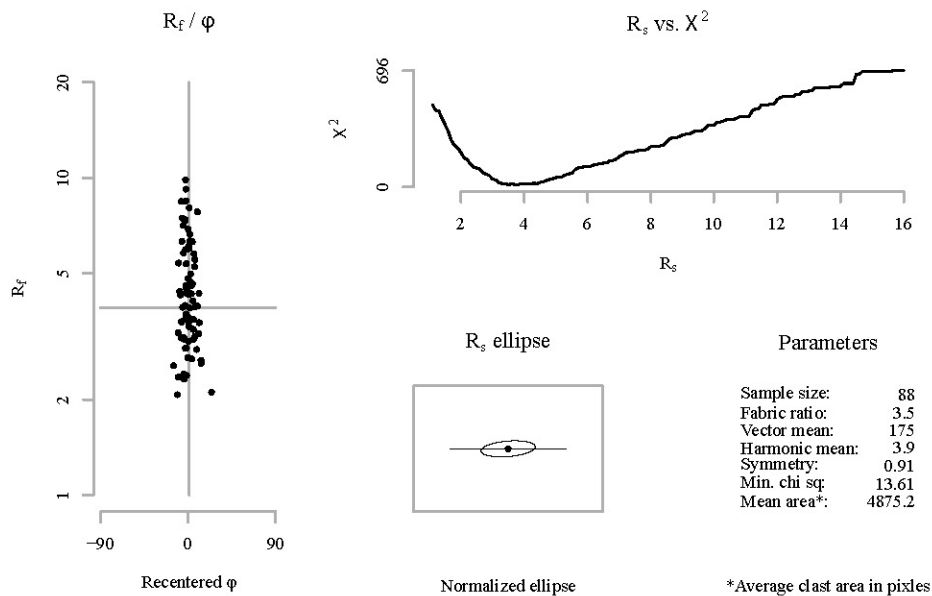 Rf / φ
20
10
5
2
1
Rf
−90 0 90
Recentered φ
Rs vs. X²
696
0
X²
2 4 6 8 10 12 14 16
Rs
Rs ellipse
Normalized ellipse
Parameters
Sample size: 88
Fabric ratio: 3.5
Vector mean: 175
Harmonic mean: 3.9
Symmetry: 0.91
Min. chi sq: 13.61
Mean area*: 4875.2
*Average clast area in pixles